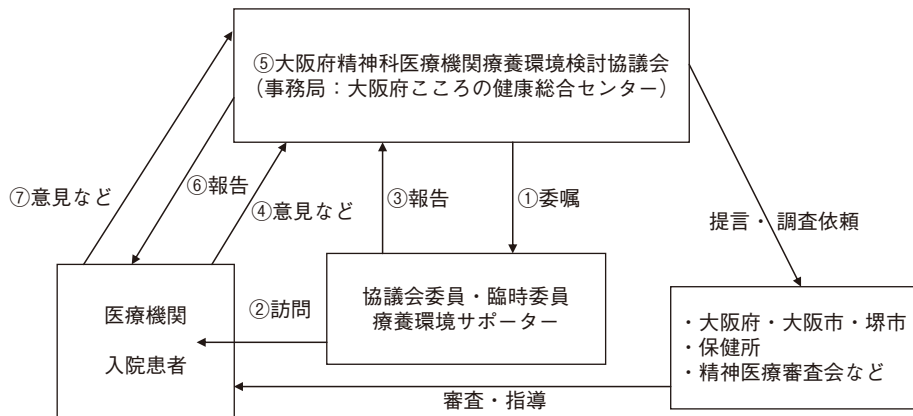 ⑤大阪府精神科医療機関療養環境検討協議会
（事務局：大阪府こころの健康総合センター）
⑦意見など
⑥報告
④意見など
③報告
①委嘱
提言・調査依頼
医療機関
入院患者
②訪問
協議会委員・臨時委員
療養環境サポーター
・大阪府・大阪市・堺市
・保健所
・精神医療審査会など
審査・指導